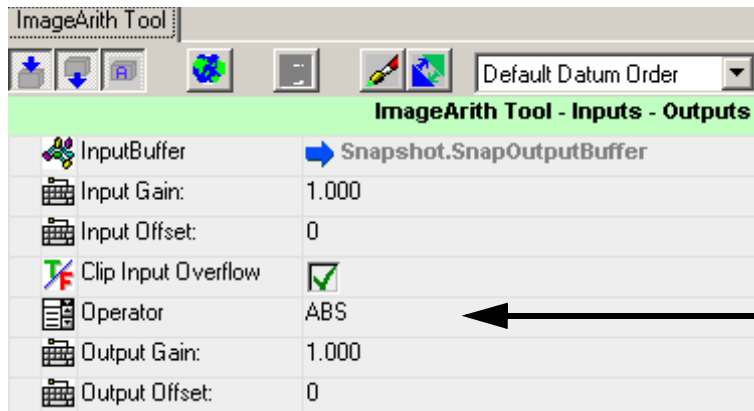 ImageArith Tool
A
Default Datum Order
ImageArith Tool - Inputs - Outputs
InputBuffer Snapshot.SnapOutputBuffer
Input Gain: 1.000
Input Offset: 0
T/F Clip Input Overflow
Operator ABS
Output Gain: 1.000
Output Offset: 0